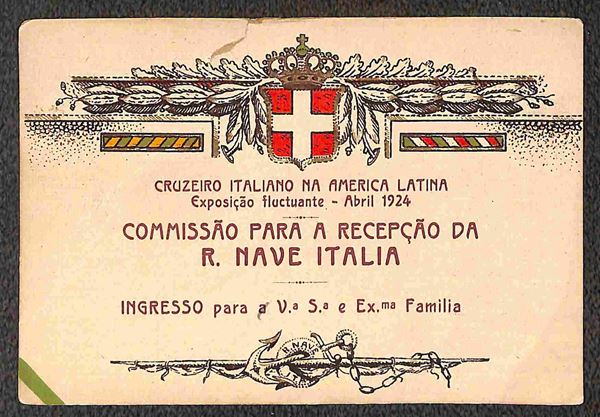 CRUZEIRO ITALIANO NA AMERICA LATINA
Exposição fluctuante - Abril 1924
COMMISSÃO PARA A RECEPÇÃO DA
R. NAVE ITALIA
INGRESSO para a V.ª S.ª e Ex.ma Familia
R. NAVE